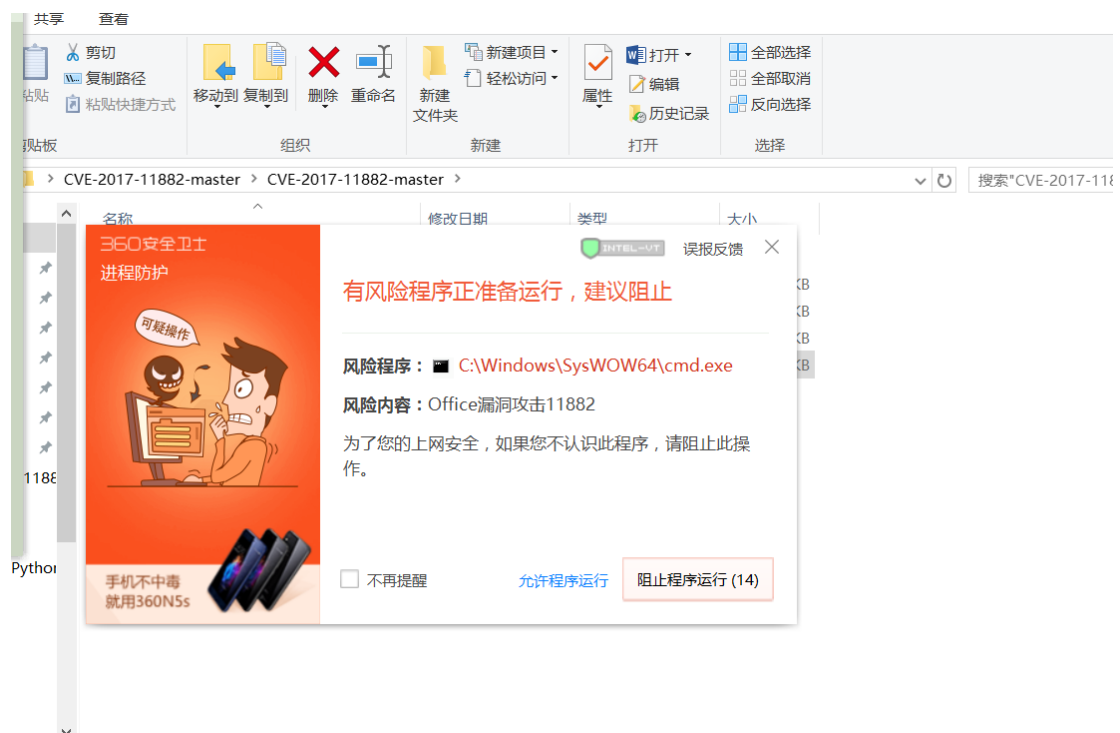 共享 查看
剪切
复制路径
粘贴快捷方式
移动到 复制到 删除 重命名
新建
文件夹
新建项目
轻松访问
属性
打开
编辑
历史记录
全部选择
全部取消
反向选择
组织 新建 打开 选择
CVE-2017-11882-master > CVE-2017-11882-master >
搜索"CVE-2017-118
名称 修改日期 类型 大小
360安全卫士
进程防护
可疑操作
手机不中毒
就用360N5s
INTEL-VT 误报反馈
有风险程序正准备运行，建议阻止
风险程序： C:\Windows\SysWOW64\cmd.exe
风险内容：Office漏洞攻击11882
为了您的上网安全，如果您不认识此程序，请阻止此操
作。
不再提醒 允许程序运行 阻止程序运行 (14)
KB
KB
KB
KB